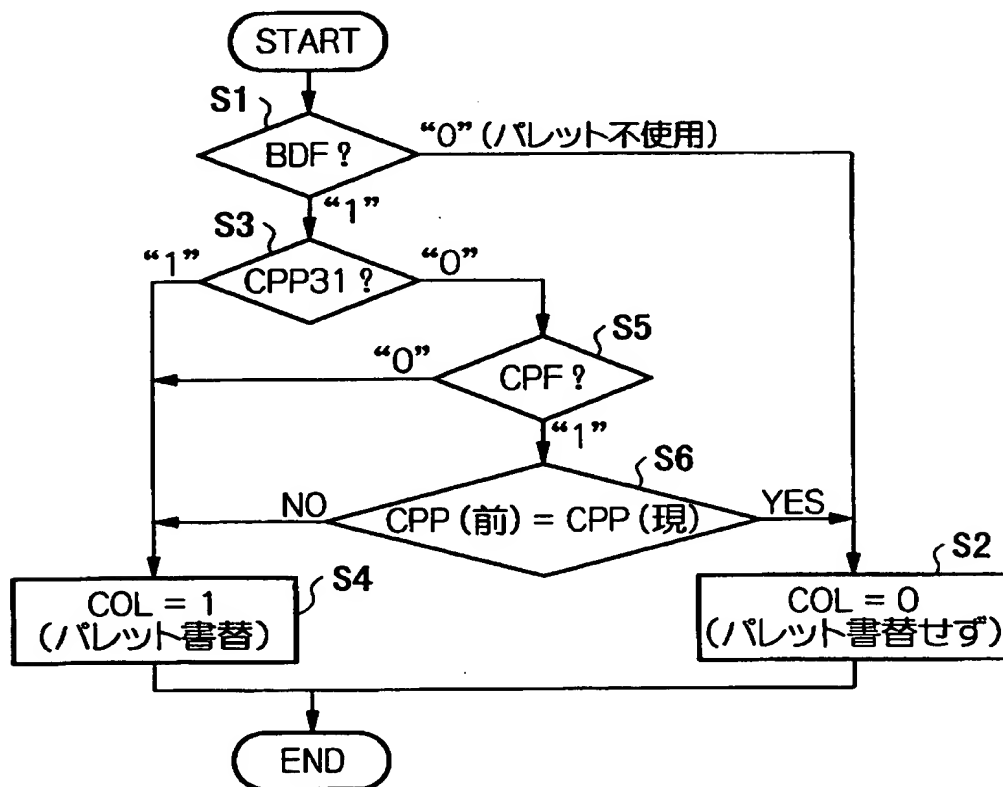 START
S1
BDF?
“0”(パレット不使用)
“1”
S3
“1”
CPP31?
“0”
S5
“0”
CPF?
“1”
S6
NO
CPP(前)=CPP(現)
YES
S4
COL = 1
(パレット書替)
S2
COL = 0
(パレット書替せず)
END